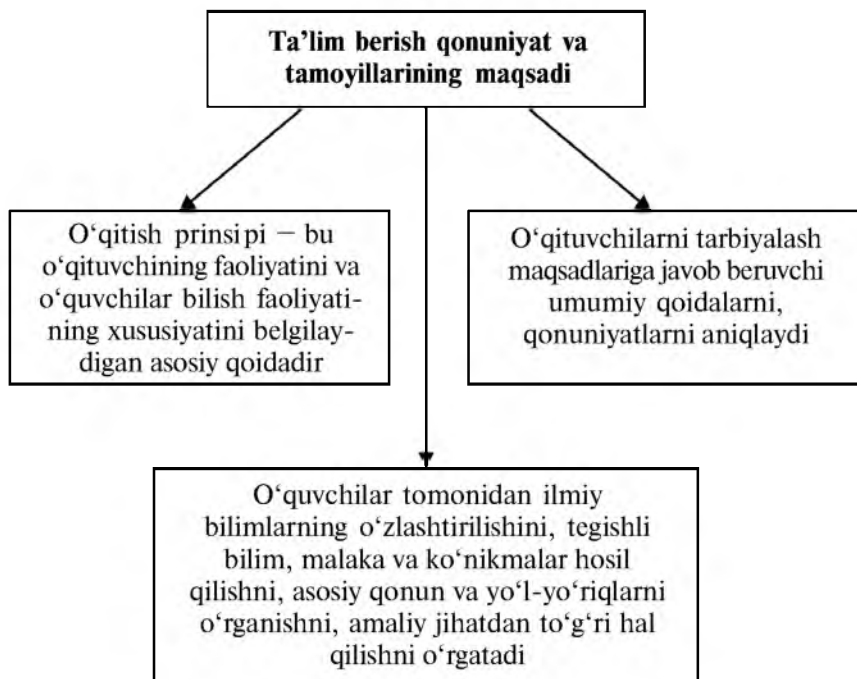 Ta’lim berish qonuniyat va
tamoyillarining maqsadi
O‘qitish prinsipi – bu
o‘qituvchining faoliyatini va
o‘quvchilar bilish faoliyati-
ning xususiyatini belgilay-
digan asosiy qoidadir
O‘qituvchilarni tarbiyalash
maqsadlariga javob beruvchi
umumiy qoidalarni,
qonuniyatlarni aniqlaydi
O‘quvchilar tomonidan ilmiy
bilimlarning o‘zlashtirilishini, tegishli
bilim, malaka va ko‘nikmalar hosil
qilishni, asosiy qonun va yo‘l-yo‘riqlarni
o‘rganishni, amaliy jihatdan to‘g‘ri hal
qilishni o‘rgatadi